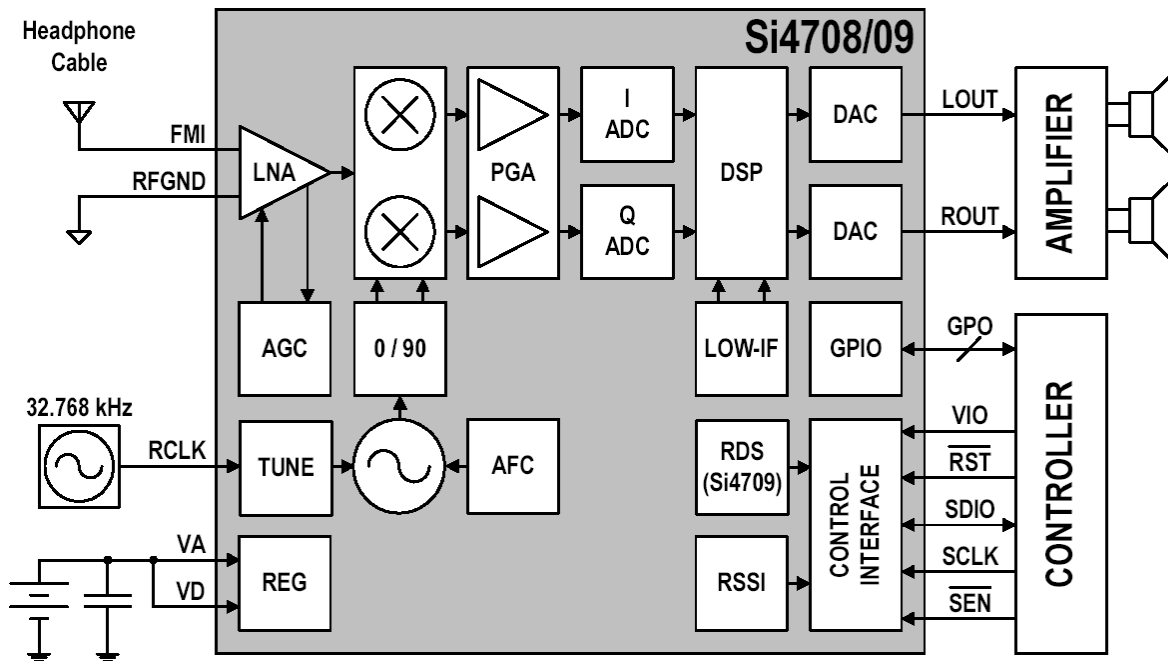 Headphone
Cable
Si4708/09
FMI
RFGND
LNA
PGA
I
ADC
Q
ADC
DSP
DAC
DAC
LOUT
ROUT
AMPLIFIER
AGC
0 / 90
LOW-IF
GPIO
GPO
32.768 kHz
RCLK
TUNE
AFC
RDS
(Si4709)
CONTROL
INTERFACE
VIO
RST
SDIO
SCLK
SEN
CONTROLLER
VA
VD
REG
RSSI